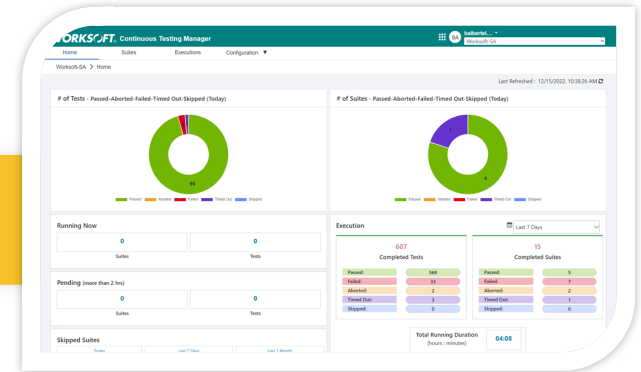 WORKSOFT. Continuous Testing Manager
BA
balbertel...
Worksoft-SA
Home Suites Executions Configuration ▼
Worksoft-SA > Home
Last Refreshed : 12/15/2022, 10:38:26 AM
# of Tests - Passed-Aborted-Failed-Timed Out-Skipped (Today)
Passed Aborted Failed Timed Out Skipped
# of Suites - Passed-Aborted-Failed-Timed Out-Skipped (Today)
4
Passed Aborted Failed Timed Out Skipped
Running Now
0 0
Suites Tests
Pending (more than 2 hrs)
0 0
Suites Tests
Skipped Suites
Today Last 7 Days Last 1 Month
Execution
Last 7 Days
607
Completed Tests
Passed: 569
Failed: 33
Aborted: 2
Timed Out: 3
Skipped: 0
15
Completed Suites
Passed: 5
Failed: 7
Aborted: 2
Timed Out: 1
Skipped: 0
Total Running Duration
(hours : minutes)
04:08